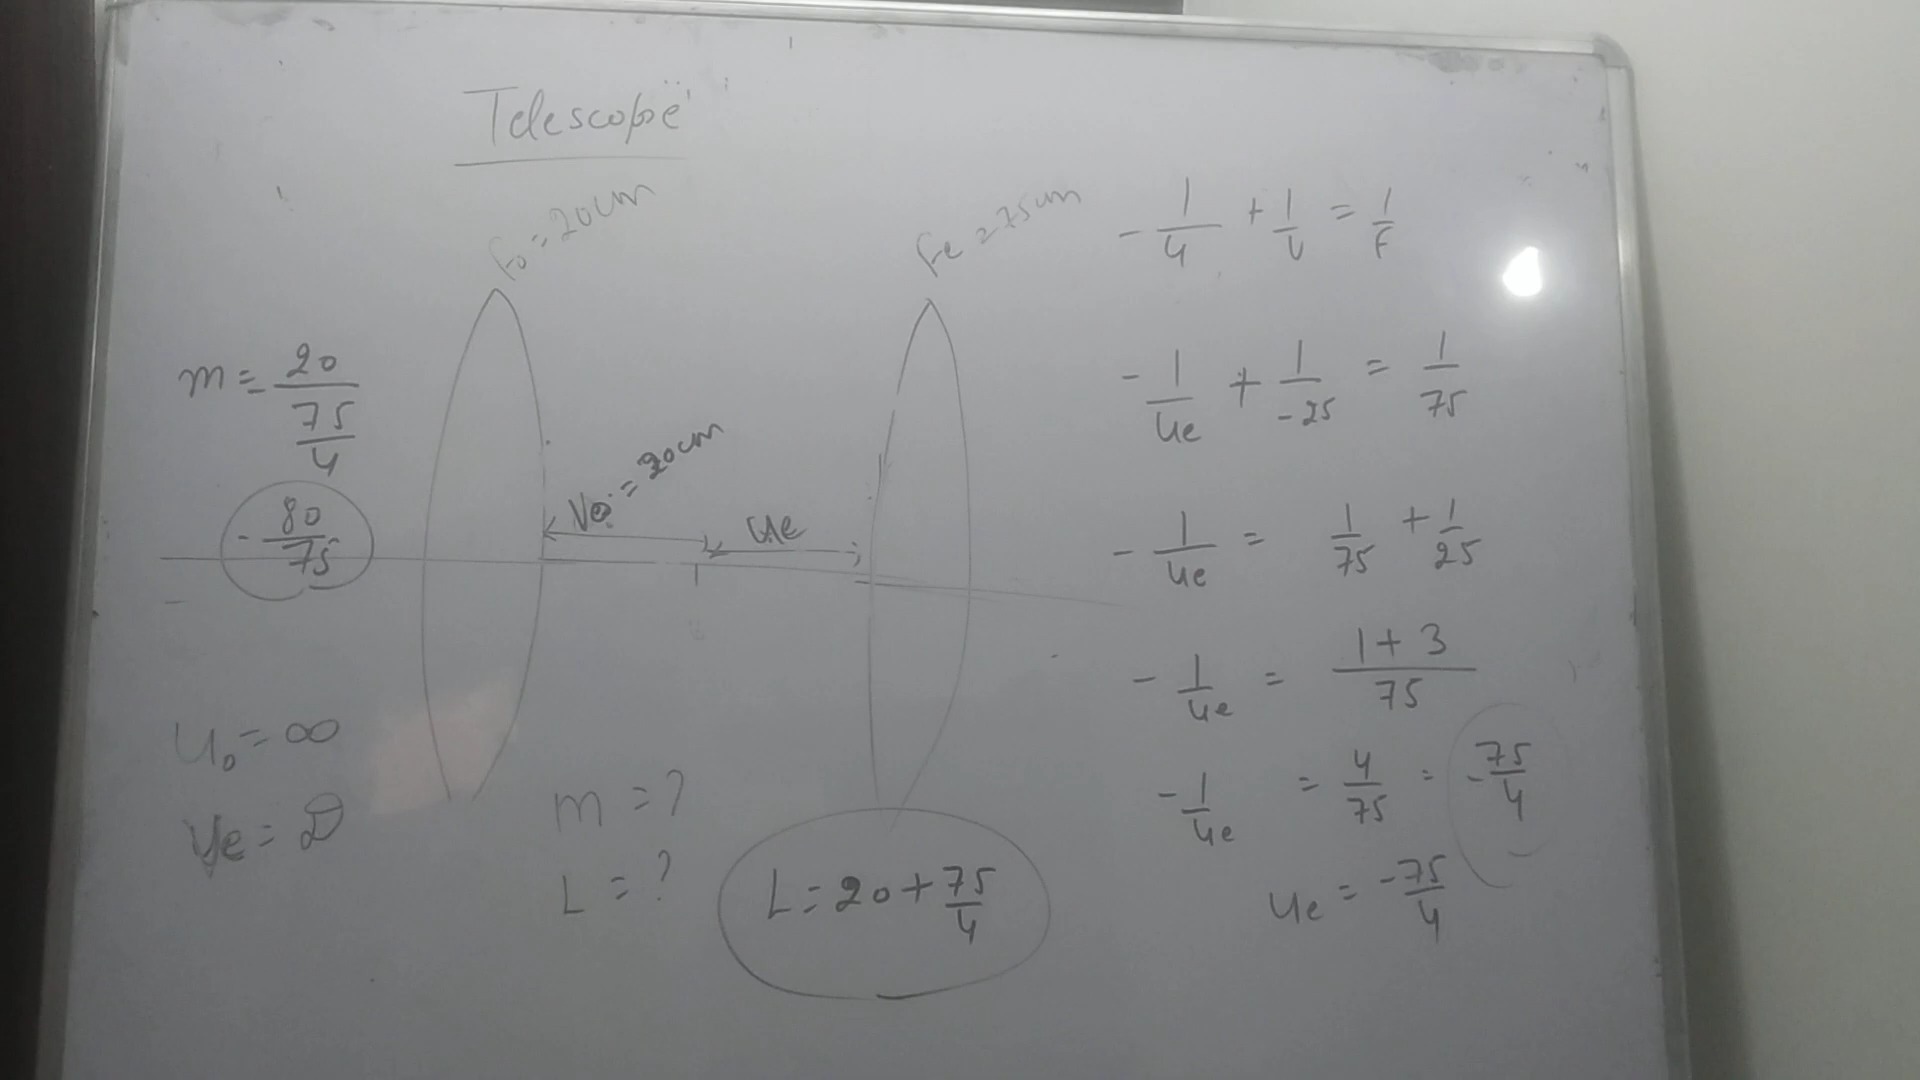 Telescope
fo = 20cm
fe = 75cm
m = 20/(75/4)
- 80/75
Vo = 20cm
ue
uo = ∞
Ve = D
m = ?
L = ?
L = 20 + 75/4
- 1/u + 1/v = 1/f
- 1/ue + 1/-25 = 1/75
- 1/ue = 1/75 + 1/25
- 1/ue = (1+3)/75
- 1/ue = 4/75 = -75/4
ue = -75/4